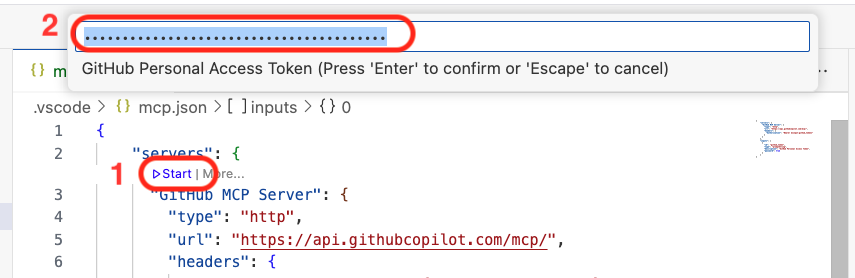 2
••••••••••••••••••••••••••••••••••••••••
GitHub Personal Access Token (Press 'Enter' to confirm or 'Escape' to cancel)
{} m
.vscode > {} mcp.json > [ ] inputs > {} 0
1 {
2 "servers": {
1 ▷Start | More...
3 "GitHub MCP Server": {
4 "type": "http",
5 "url": "https://api.githubcopilot.com/mcp/",
6 "headers": {